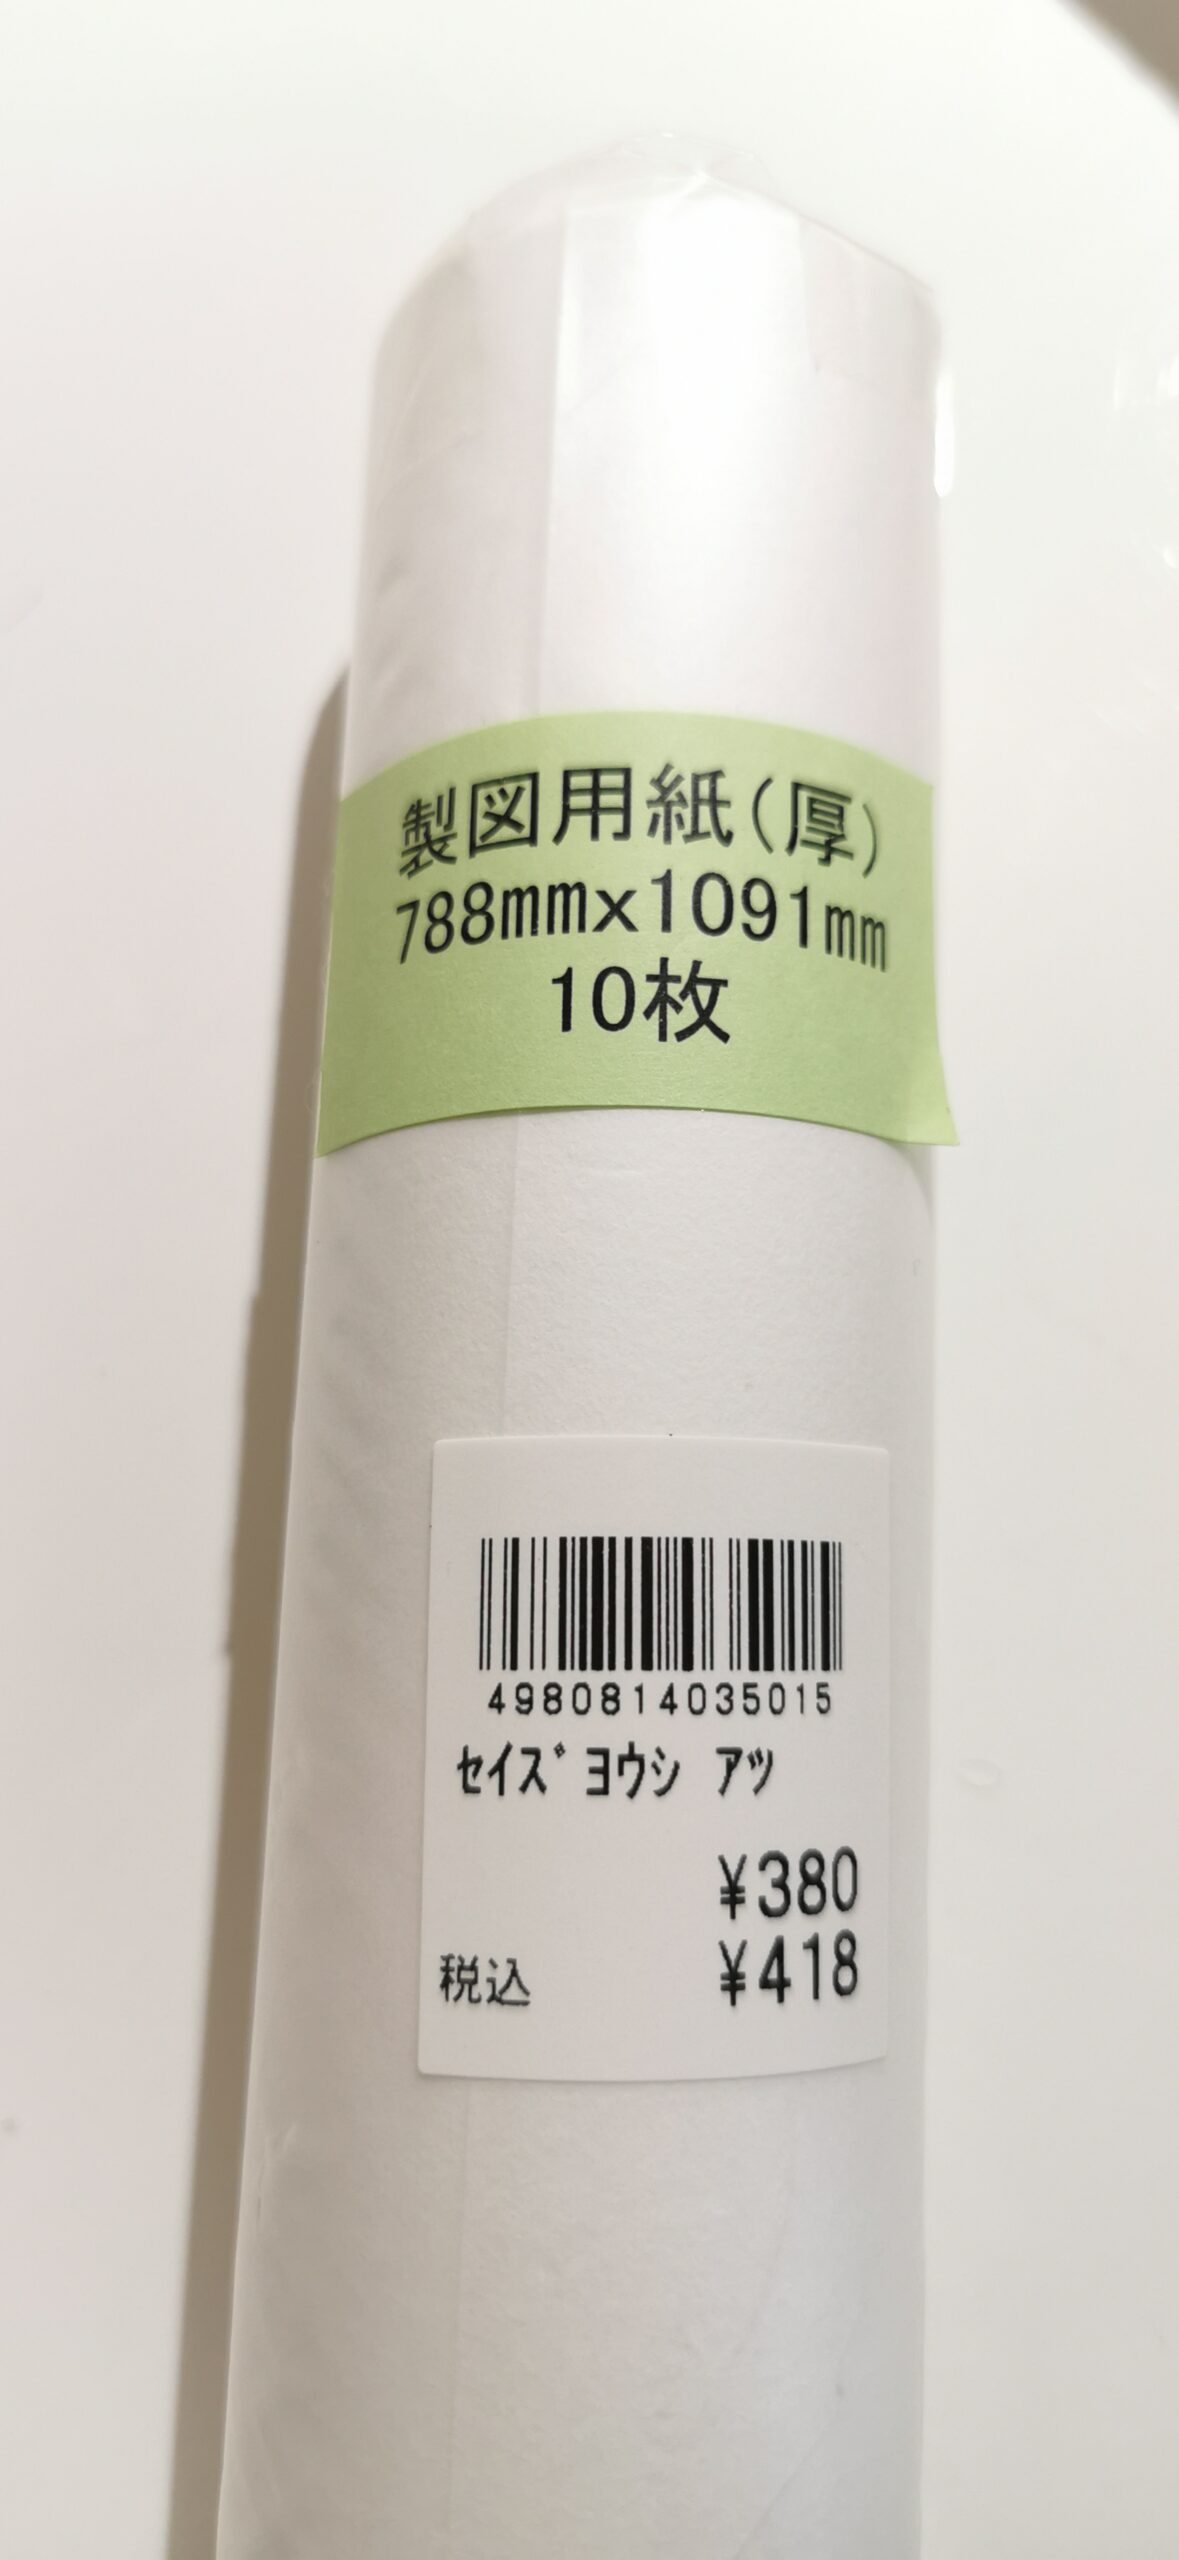 製図用紙(厚)
788mm×1091mm
10枚
4980814035015
ｾｲｽﾞﾖｳｼ ｱﾂ
¥380
税込 ¥418